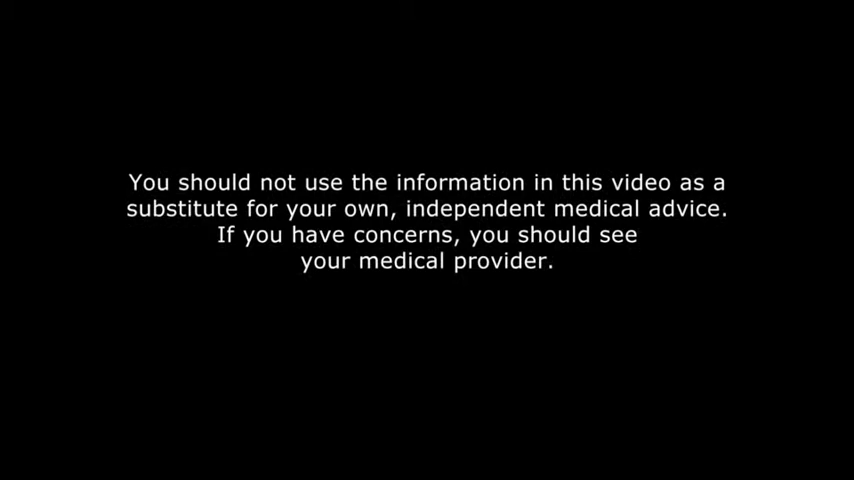 You should not use the information in this video as a
substitute for your own, independent medical advice.
If you have concerns, you should see
your medical provider.